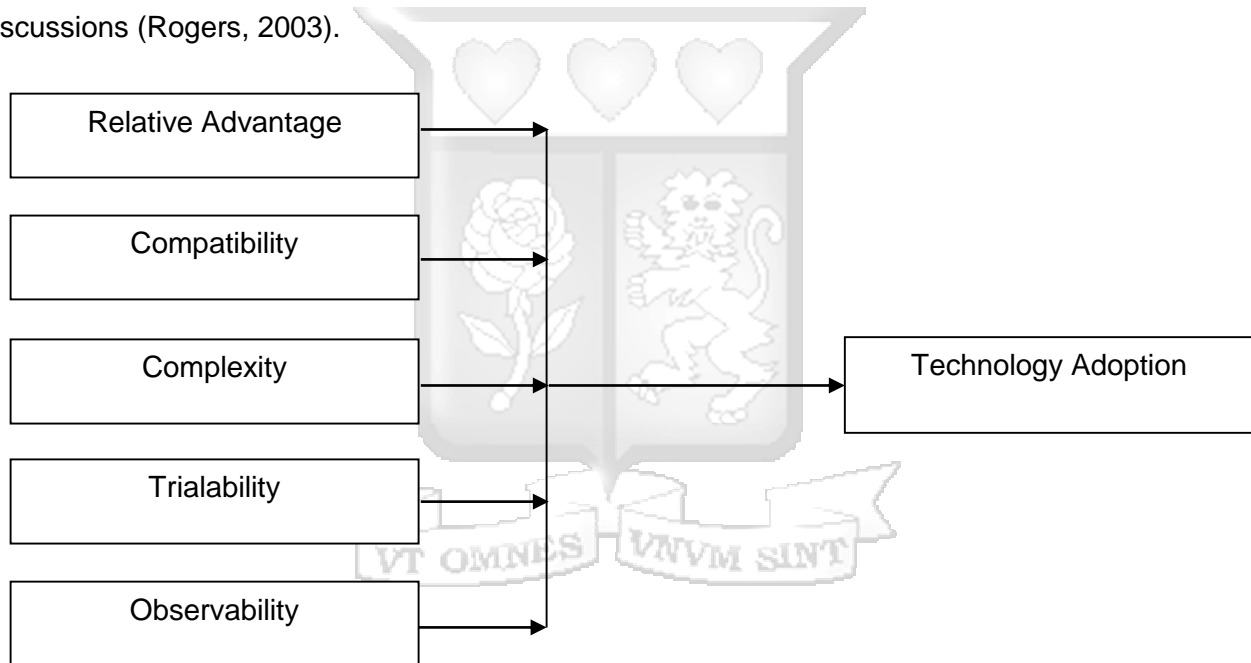 scussions (Rogers, 2003).
Relative Advantage
Compatibility
Complexity
Technology Adoption
Trialability
VT OMNES VNVM SINT
Observability